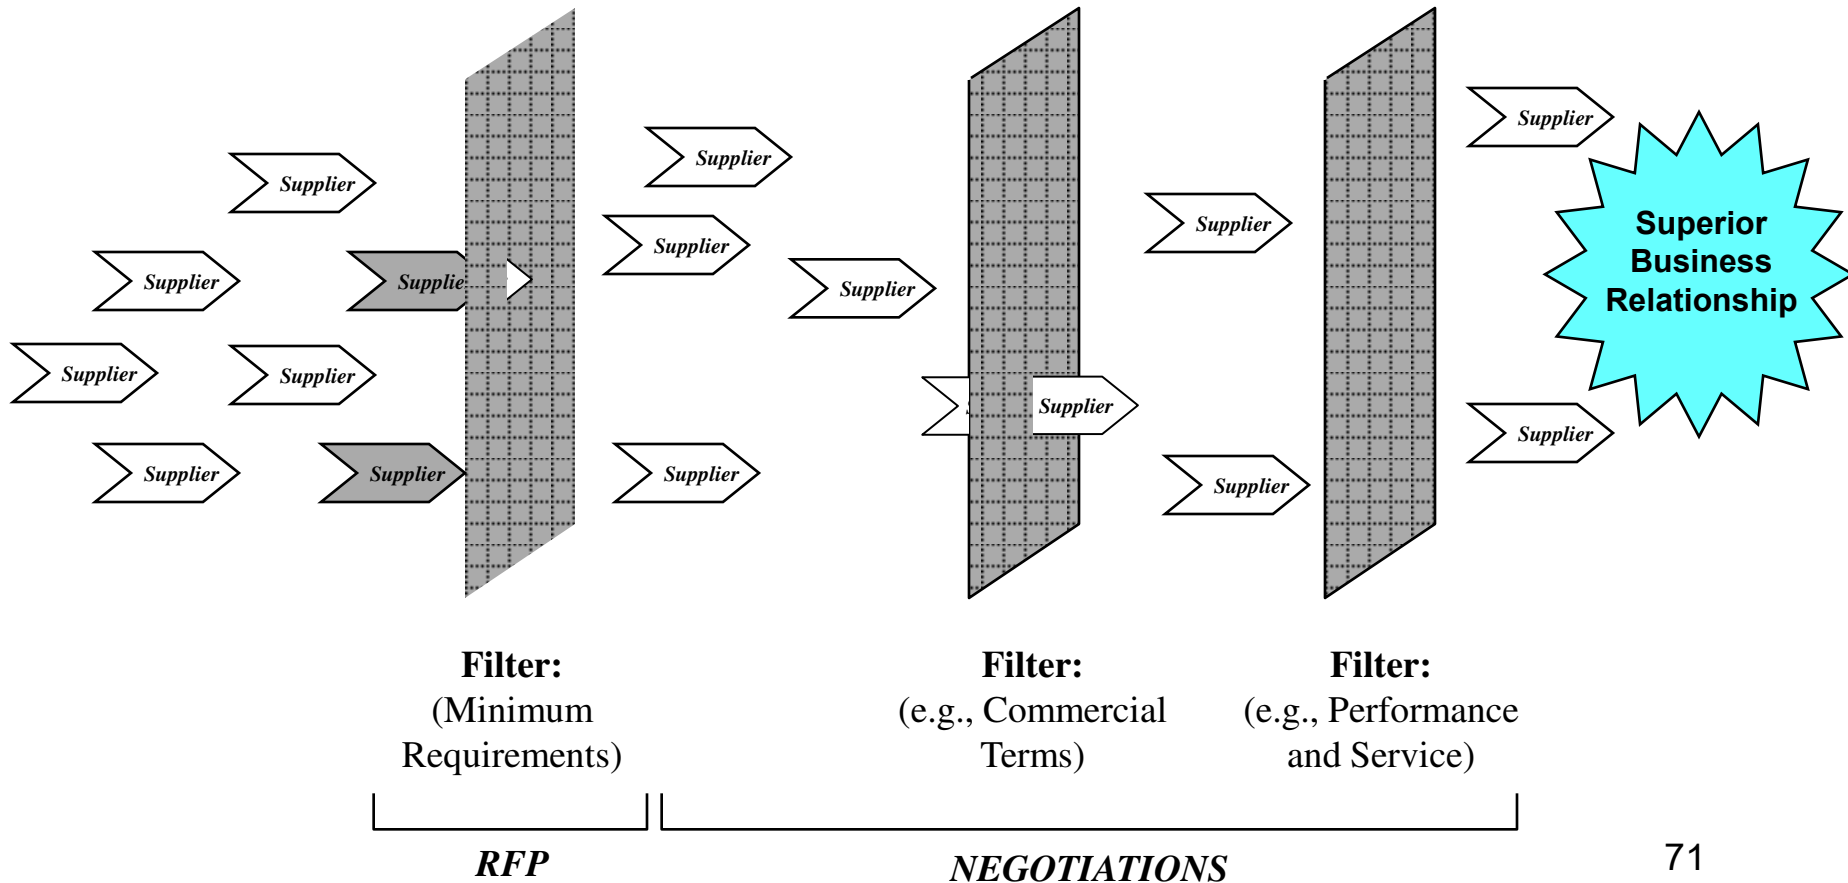 Supplier
Supplier
Supplier
Supplier
Supplier
Supplier
Supplie
Supplier
Supplier
Supplier
Supplier
Supplier
Supplier
Supplier
Supplier
Supplier
Supplier
Supplier
Superior
Business
Relationship
Filter:
(Minimum
Requirements)
Filter:
(e.g., Commercial
Terms)
Filter:
(e.g., Performance
and Service)
RFP
NEGOTIATIONS
71